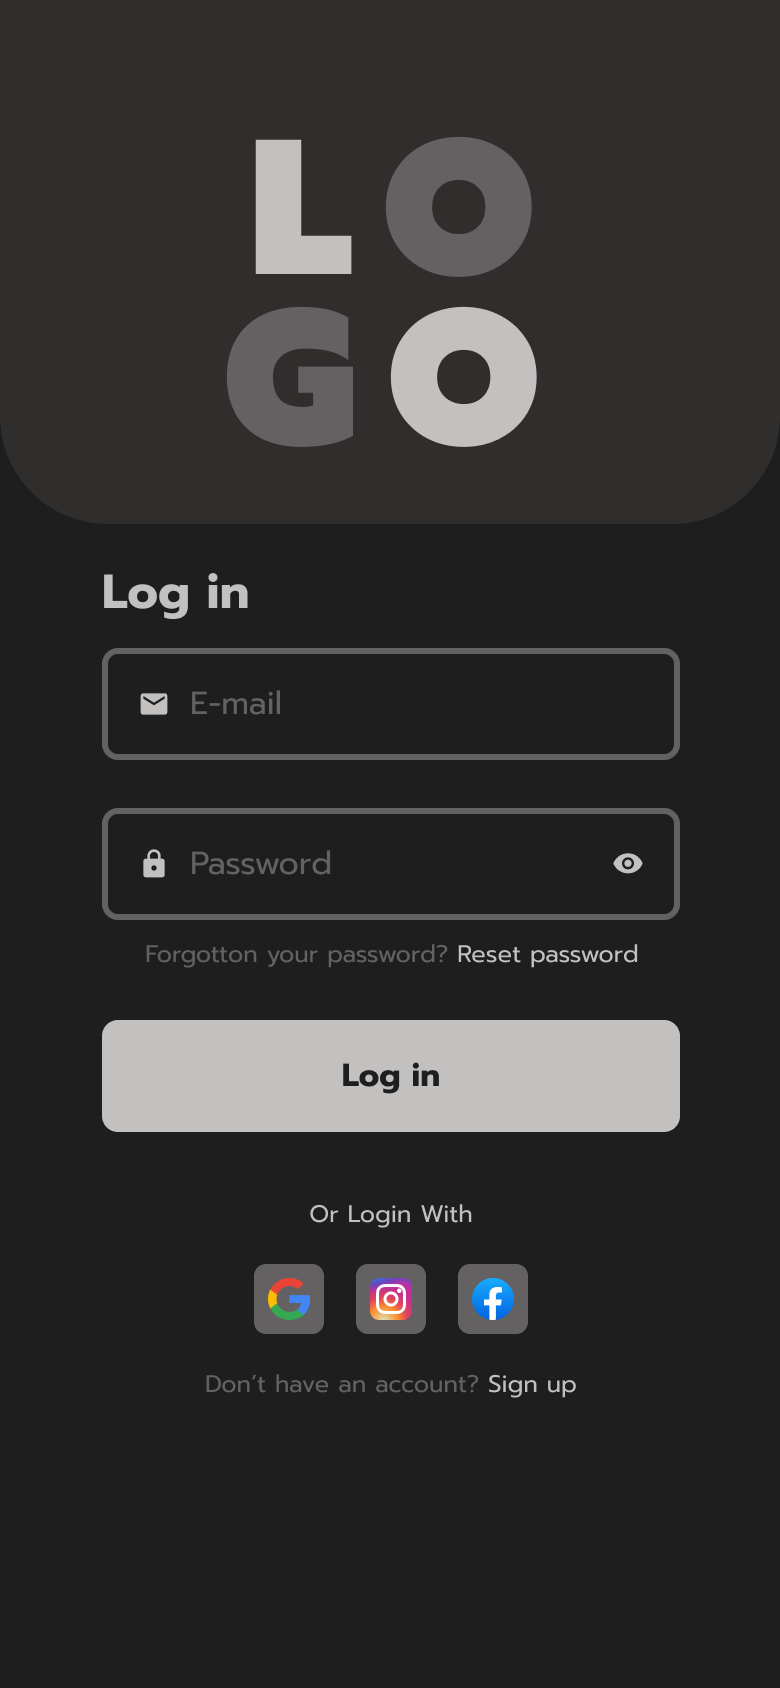 LO
GO
Log in
E-mail
Password
Forgotton your password? Reset password
Log in
Or Login With
Don’t have an account? Sign up